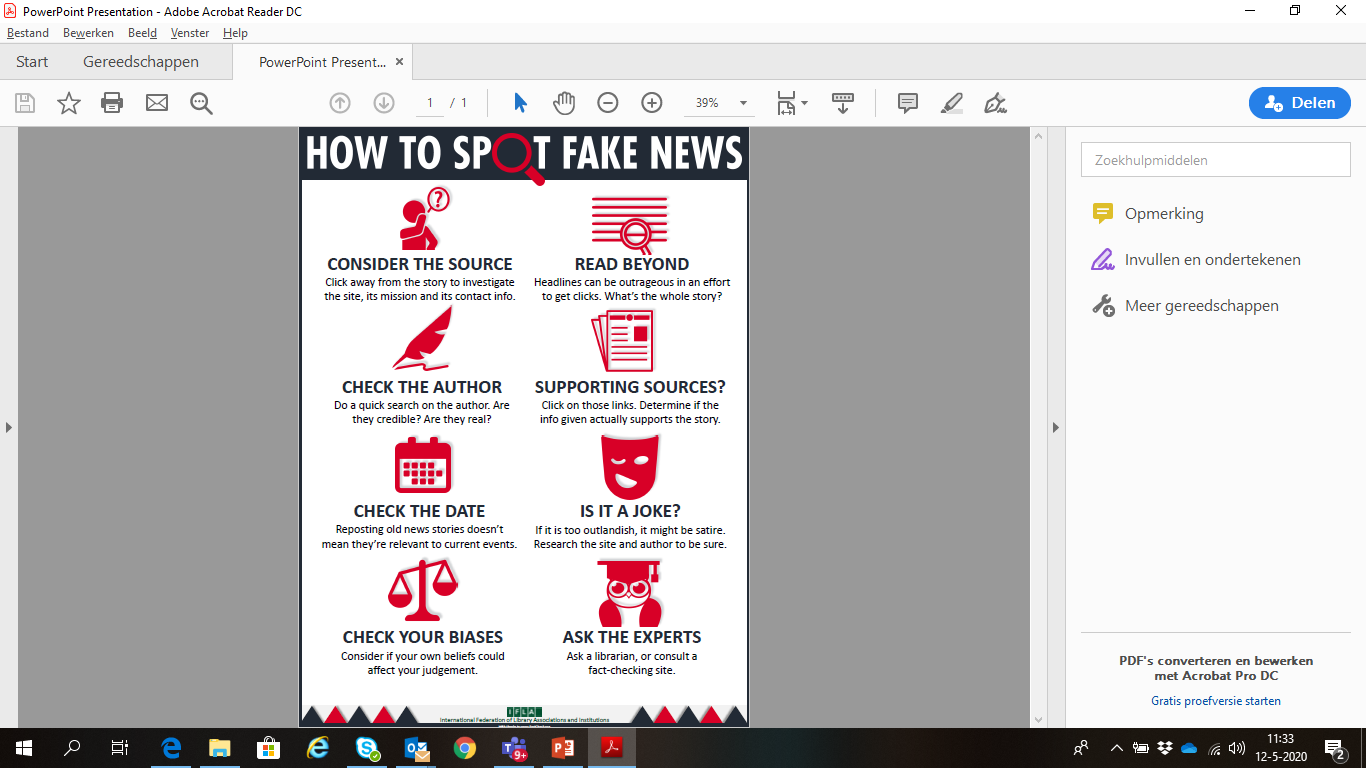 PowerPoint Presentation - Adobe Acrobat Reader DC
Bestand Bewerken Beeld Venster Help
Start Gereedschappen PowerPoint Present... ×
1 / 1 39% Delen
HOW TO SPOT FAKE NEWS
?
CONSIDER THE SOURCE
Click away from the story to investigate
the site, its mission and its contact info.
READ BEYOND
Headlines can be outrageous in an effort
to get clicks. What's the whole story?
CHECK THE AUTHOR
Do a quick search on the author. Are
they credible? Are they real?
SUPPORTING SOURCES?
Click on those links. Determine if the
info given actually supports the story.
CHECK THE DATE
Reposting old news stories doesn't
mean they're relevant to current events.
IS IT A JOKE?
If it is too outlandish, it might be satire.
Research the site and author to be sure.
CHECK YOUR BIASES
Consider if your own beliefs could
affect your judgement.
ASK THE EXPERTS
Ask a librarian, or consult a
fact-checking site.
IFLA
International Federation of Library Associations and Institutions
Zoekhulpmiddelen
Opmerking
Invullen en ondertekenen
Meer gereedschappen
PDF's converteren en bewerken
met Acrobat Pro DC
Gratis proefversie starten
9+
11:33
12-5-2020
2